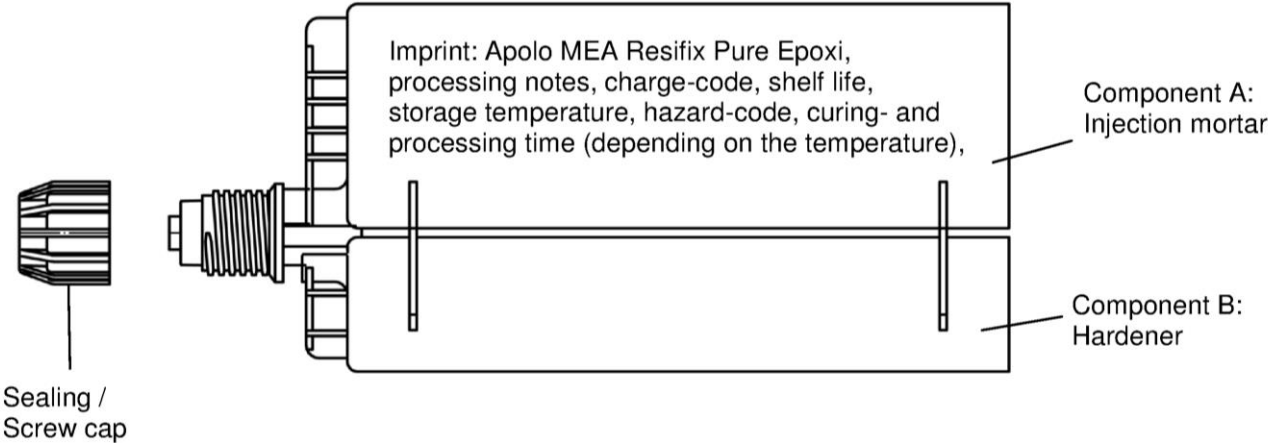 Imprint: Apolo MEA Resifix Pure Epoxi,
processing notes, charge-code, shelf life,
storage temperature, hazard-code, curing- and
processing time (depending on the temperature),
Component A:
Injection mortar
Component B:
Hardener
Sealing /
Screw cap